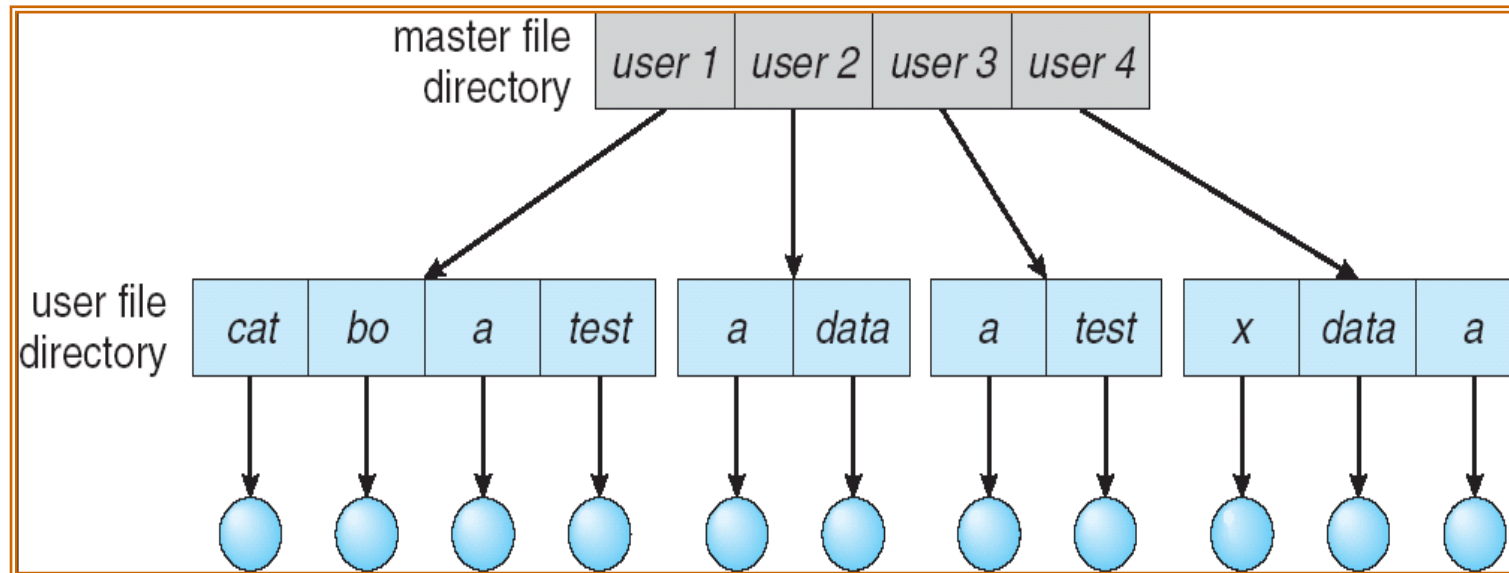 master file
directory
user 1 user 2 user 3 user 4
user file
directory
cat bo a test a data a test x data a